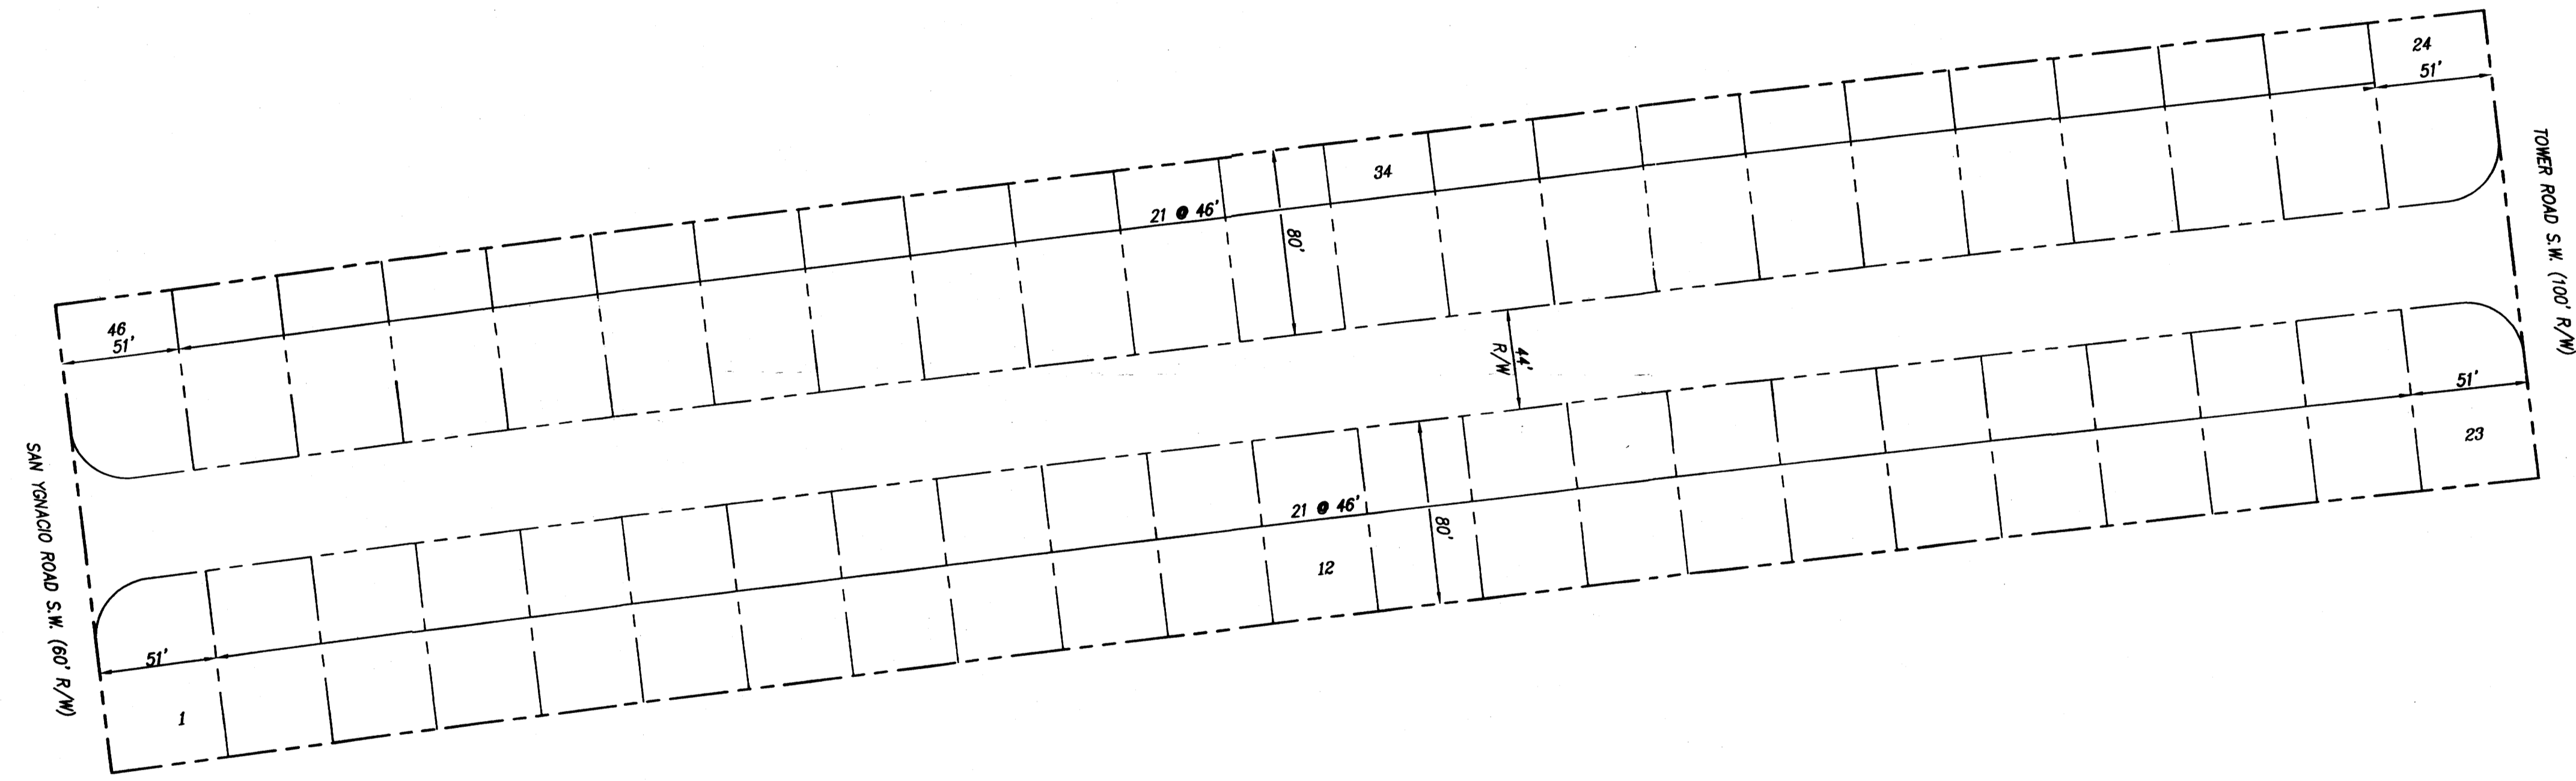 24
51'
TOWER ROAD S.W. (100' R/W)
34
21 @ 46'
80'
46
51'
44'
R/W
51'
23
21 @ 46'
80'
12
SAN YGNACIO ROAD S.W. (60' R/W)
51'
1